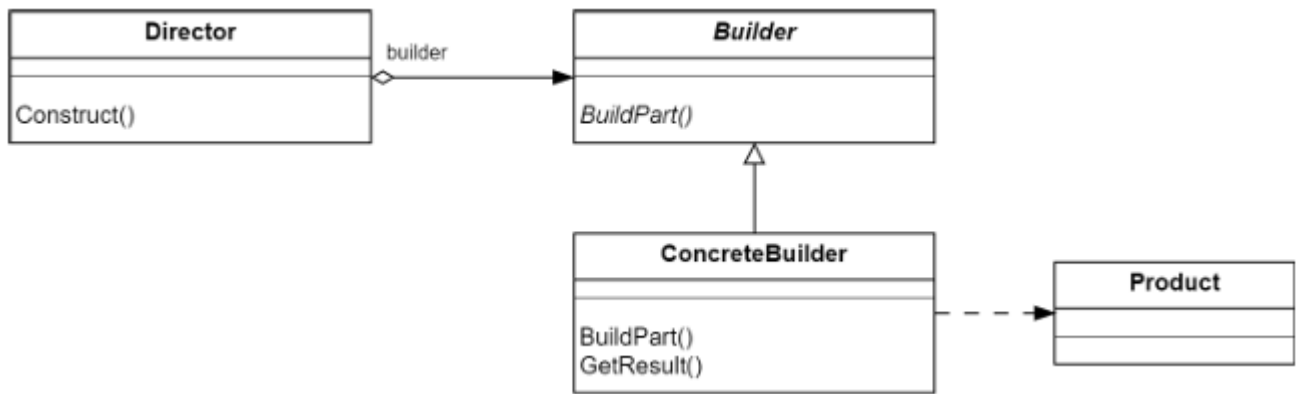 Director
builder
Construct()
Builder
BuildPart()
ConcreteBuilder
BuildPart()
GetResult()
Product